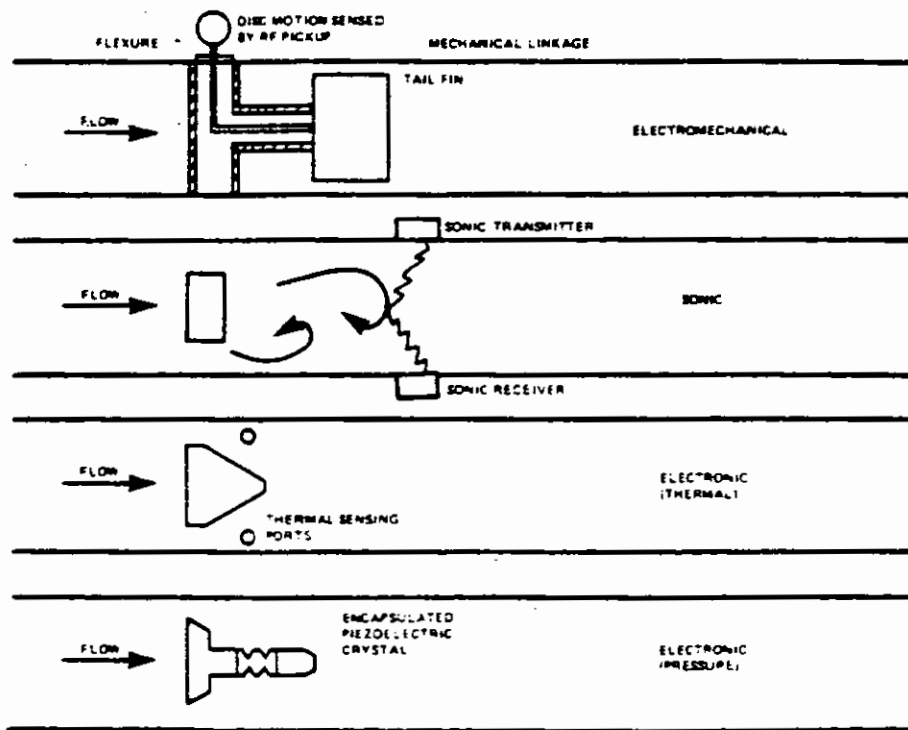 DISC MOTION SENSED
BY RF PICKUP
FLEXURE
MECHANICAL LINKAGE
TAIL FIN
FLOW
ELECTROMECHANICAL
SONIC TRANSMITTER
FLOW
SONIC
SONIC RECEIVER
FLOW
ELECTRONIC
(THERMAL)
THERMAL SENSING
PORTS
ENCAPSULATED
PIEZOELECTRIC
CRYSTAL
FLOW
ELECTRONIC
(PRESSURE)